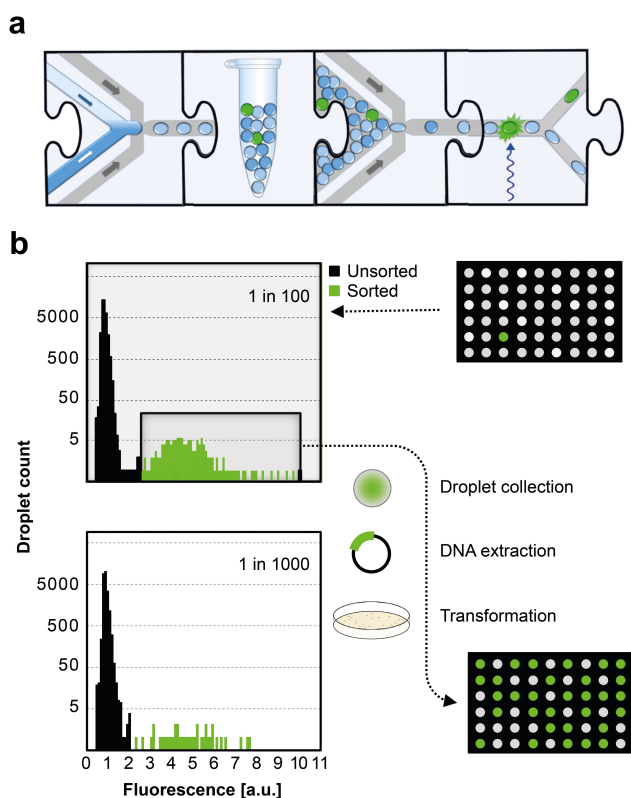 a
b
Unsorted
Sorted
1 in 100
5000
500
50
5
Droplet count
Droplet collection
DNA extraction
Transformation
1 in 1000
5000
500
50
5
0 1 2 3 4 5 6 7 8 9 10 11
Fluorescence [a.u.]